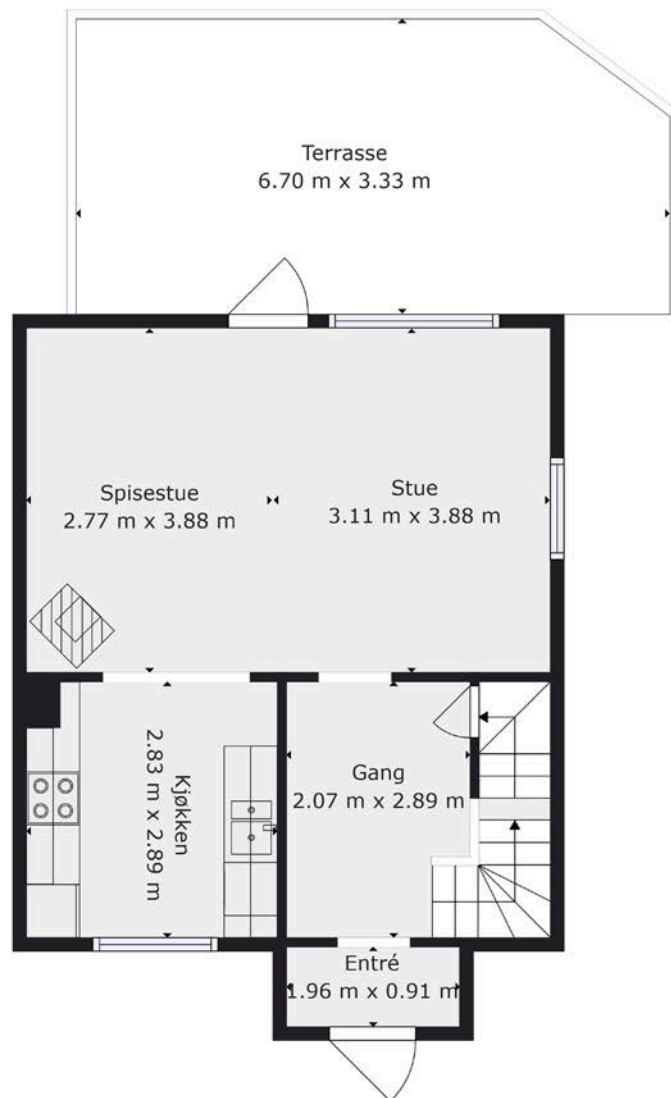 Terrasse
6.70 m x 3.33 m
Spisestue
2.77 m x 3.88 m
Stue
3.11 m x 3.88 m
Kjøkken
2.83 m x 2.89 m
Gang
2.07 m x 2.89 m
Entré
1.96 m x 0.91 m